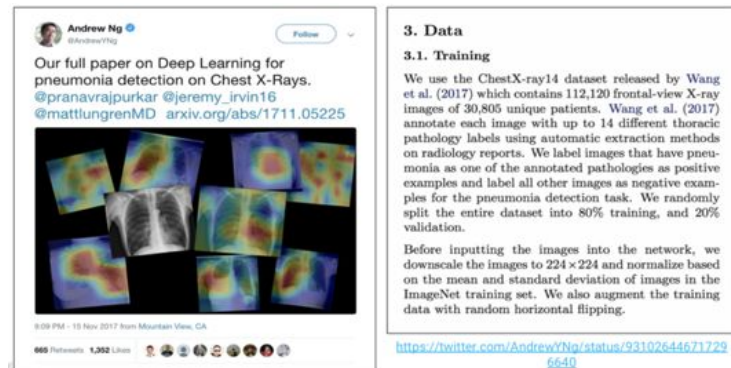 Andrew Ng
@AndrewYNg
Follow
Our full paper on Deep Learning for
pneumonia detection on Chest X-Rays.
@pranavrajpurkar @jeremy_irvin16
@mattlungrenMD arxiv.org/abs/1711.05225
9:09 PM - 15 Nov 2017 from Mountain View, CA
665 Retweets 1,352 Likes
3. Data
3.1. Training
We use the ChestX-ray14 dataset released by Wang
et al. (2017) which contains 112,120 frontal-view X-ray
images of 30,805 unique patients. Wang et al. (2017)
annotate each image with up to 14 different thoracic
pathology labels using automatic extraction methods
on radiology reports. We label images that have pneu-
monia as one of the annotated pathologies as positive
examples and label all other images as negative exam-
ples for the pneumonia detection task. We randomly
split the entire dataset into 80% training, and 20%
validation.
Before inputting the images into the network, we
downscale the images to 224×224 and normalize based
on the mean and standard deviation of images in the
ImageNet training set. We also augment the training
data with random horizontal flipping.
https://twitter.com/AndrewYNg/status/93102644671729
6640